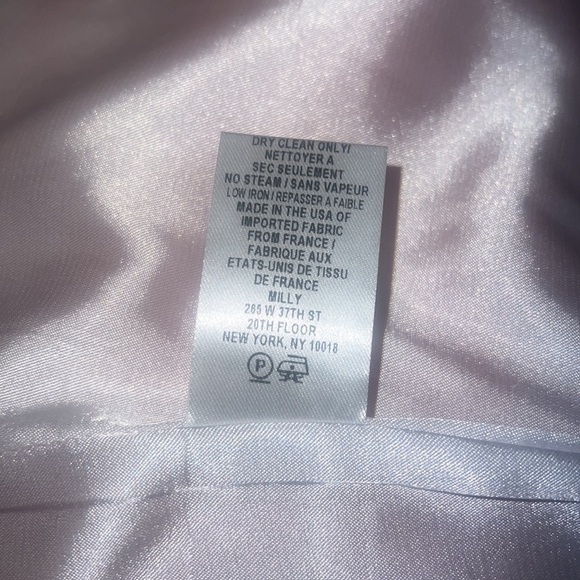 DRY CLEAN ONLY/
NETTOYER A
SEC SEULEMENT
NO STEAM / SANS VAPEUR
LOW IRON / REPASSER A FAIBLE
MADE IN THE USA OF
IMPORTED FABRIC
FROM FRANCE /
FABRIQUE AUX
ETATS-UNIS DE TISSU
DE FRANCE
MILLY
265 W 37TH ST
20TH FLOOR
NEW YORK, NY 10018
P